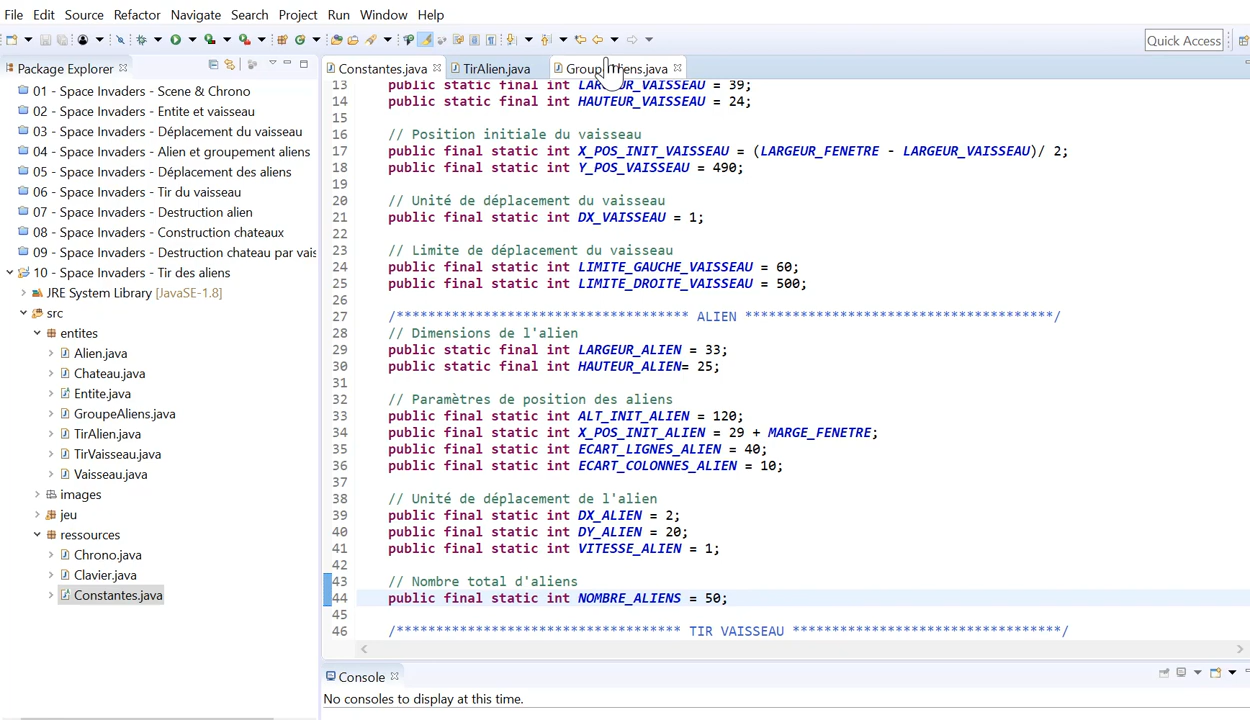 File Edit Source Refactor Navigate Search Project Run Window Help
Quick Access
Package Explorer
01 - Space Invaders - Scene & Chrono
02 - Space Invaders - Entite et vaisseau
03 - Space Invaders - Déplacement du vaisseau
04 - Space Invaders - Alien et groupement aliens
05 - Space Invaders - Déplacement des aliens
06 - Space Invaders - Tir du vaisseau
07 - Space Invaders - Destruction alien
08 - Space Invaders - Construction chateaux
09 - Space Invaders - Destruction chateau par vais
10 - Space Invaders - Tir des aliens
JRE System Library [JavaSE-1.8]
src
entites
Alien.java
Chateau.java
Entite.java
GroupeAliens.java
TirAlien.java
TirVaisseau.java
Vaisseau.java
images
jeu
ressources
Chrono.java
Clavier.java
Constantes.java
Constantes.java TirAlien.java
13 public static final int LARGEUR_VAISSEAU = 39;
14 public static final int HAUTEUR_VAISSEAU = 24;
15
16 // Position initiale du vaisseau
17 public final static int X_POS_INIT_VAISSEAU = (LARGEUR_FENETRE - LARGEUR_VAISSEAU)/ 2;
18 public final static int Y_POS_VAISSEAU = 490;
19
20 // Unité de déplacement du vaisseau
21 public final static int DX_VAISSEAU = 1;
22
23 // Limite de déplacement du vaisseau
24 public final static int LIMITE_GAUCHE_VAISSEAU = 60;
25 public final static int LIMITE_DROITE_VAISSEAU = 500;
26
27 /************************************* ALIEN ***************************************/
28 // Dimensions de l'alien
29 public static final int LARGEUR_ALIEN = 33;
30 public static final int HAUTEUR_ALIEN= 25;
31
32 // Paramètres de position des aliens
33 public final static int ALT_INIT_ALIEN = 120;
34 public final static int X_POS_INIT_ALIEN = 29 + MARGE_FENETRE;
35 public final static int ECART_LIGNES_ALIEN = 40;
36 public final static int ECART_COLONNES_ALIEN = 10;
37
38 // Unité de déplacement de l'alien
39 public final static int DX_ALIEN = 2;
40 public final static int DY_ALIEN = 20;
41 public final static int VITESSE_ALIEN = 1;
42
43 // Nombre total d'aliens
44 public final static int NOMBRE_ALIENS = 50;
45
46 /************************************ TIR VAISSEAU **********************************/
Console
No consoles to display at this time.